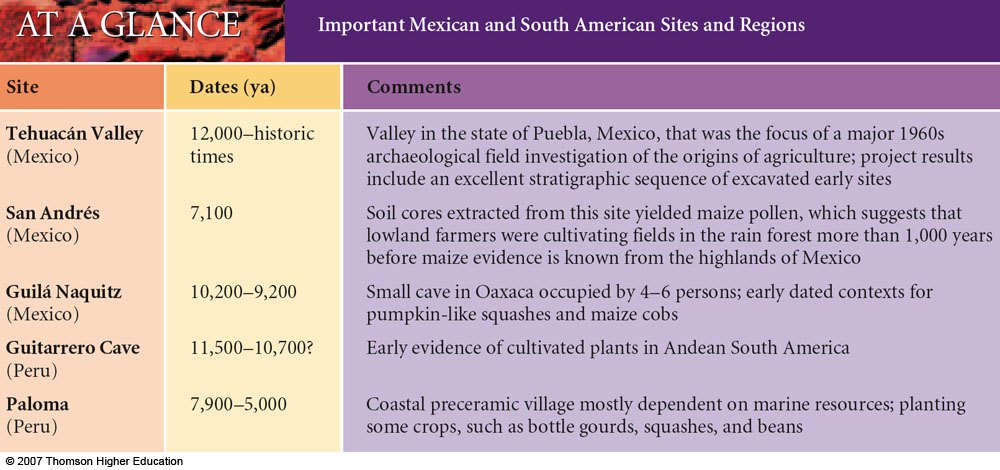 AT A GLANCE
Important Mexican and South American Sites and Regions
Site
Dates (ya)
Comments
Tehuacán Valley
(Mexico)
12,000–historic
times
Valley in the state of Puebla, Mexico, that was the focus of a major 1960s
archaeological field investigation of the origins of agriculture; project results
include an excellent stratigraphic sequence of excavated early sites
San Andrés
(Mexico)
7,100
Soil cores extracted from this site yielded maize pollen, which suggests that
lowland farmers were cultivating fields in the rain forest more than 1,000 years
before maize evidence is known from the highlands of Mexico
Guilá Naquitz
(Mexico)
10,200–9,200
Small cave in Oaxaca occupied by 4–6 persons; early dated contexts for
pumpkin-like squashes and maize cobs
Guitarrero Cave
(Peru)
11,500–10,700?
Early evidence of cultivated plants in Andean South America
Paloma
(Peru)
7,900–5,000
Coastal preceramic village mostly dependent on marine resources; planting
some crops, such as bottle gourds, squashes, and beans
© 2007 Thomson Higher Education